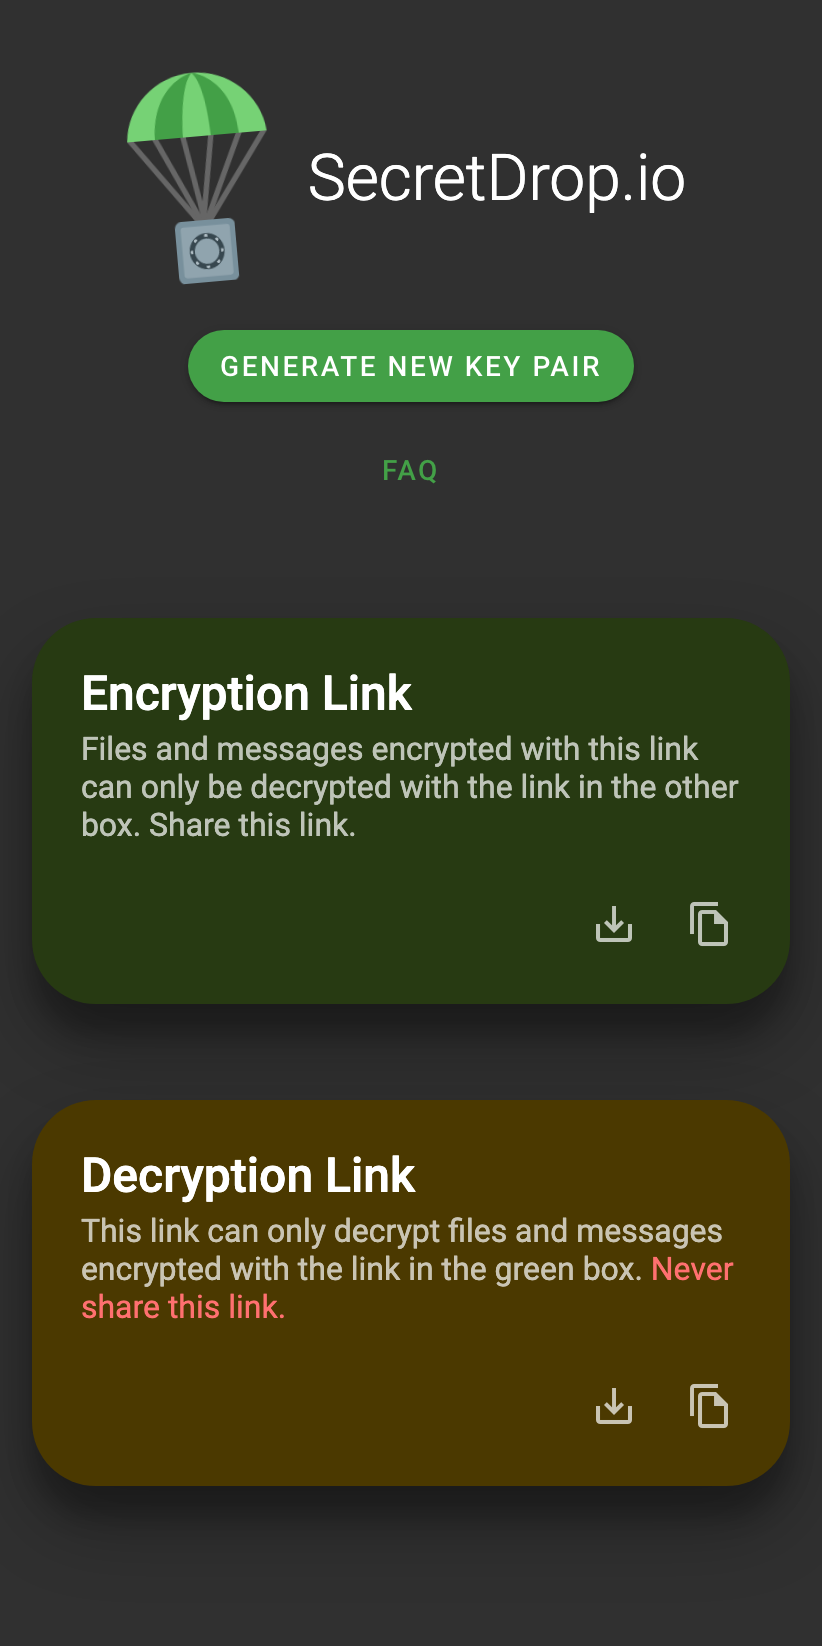 SecretDrop.io
GENERATE NEW KEY PAIR
FAQ
Encryption Link
Files and messages encrypted with this link
can only be decrypted with the link in the other
box. Share this link.
Decryption Link
This link can only decrypt files and messages
encrypted with the link in the green box. Never
share this link.